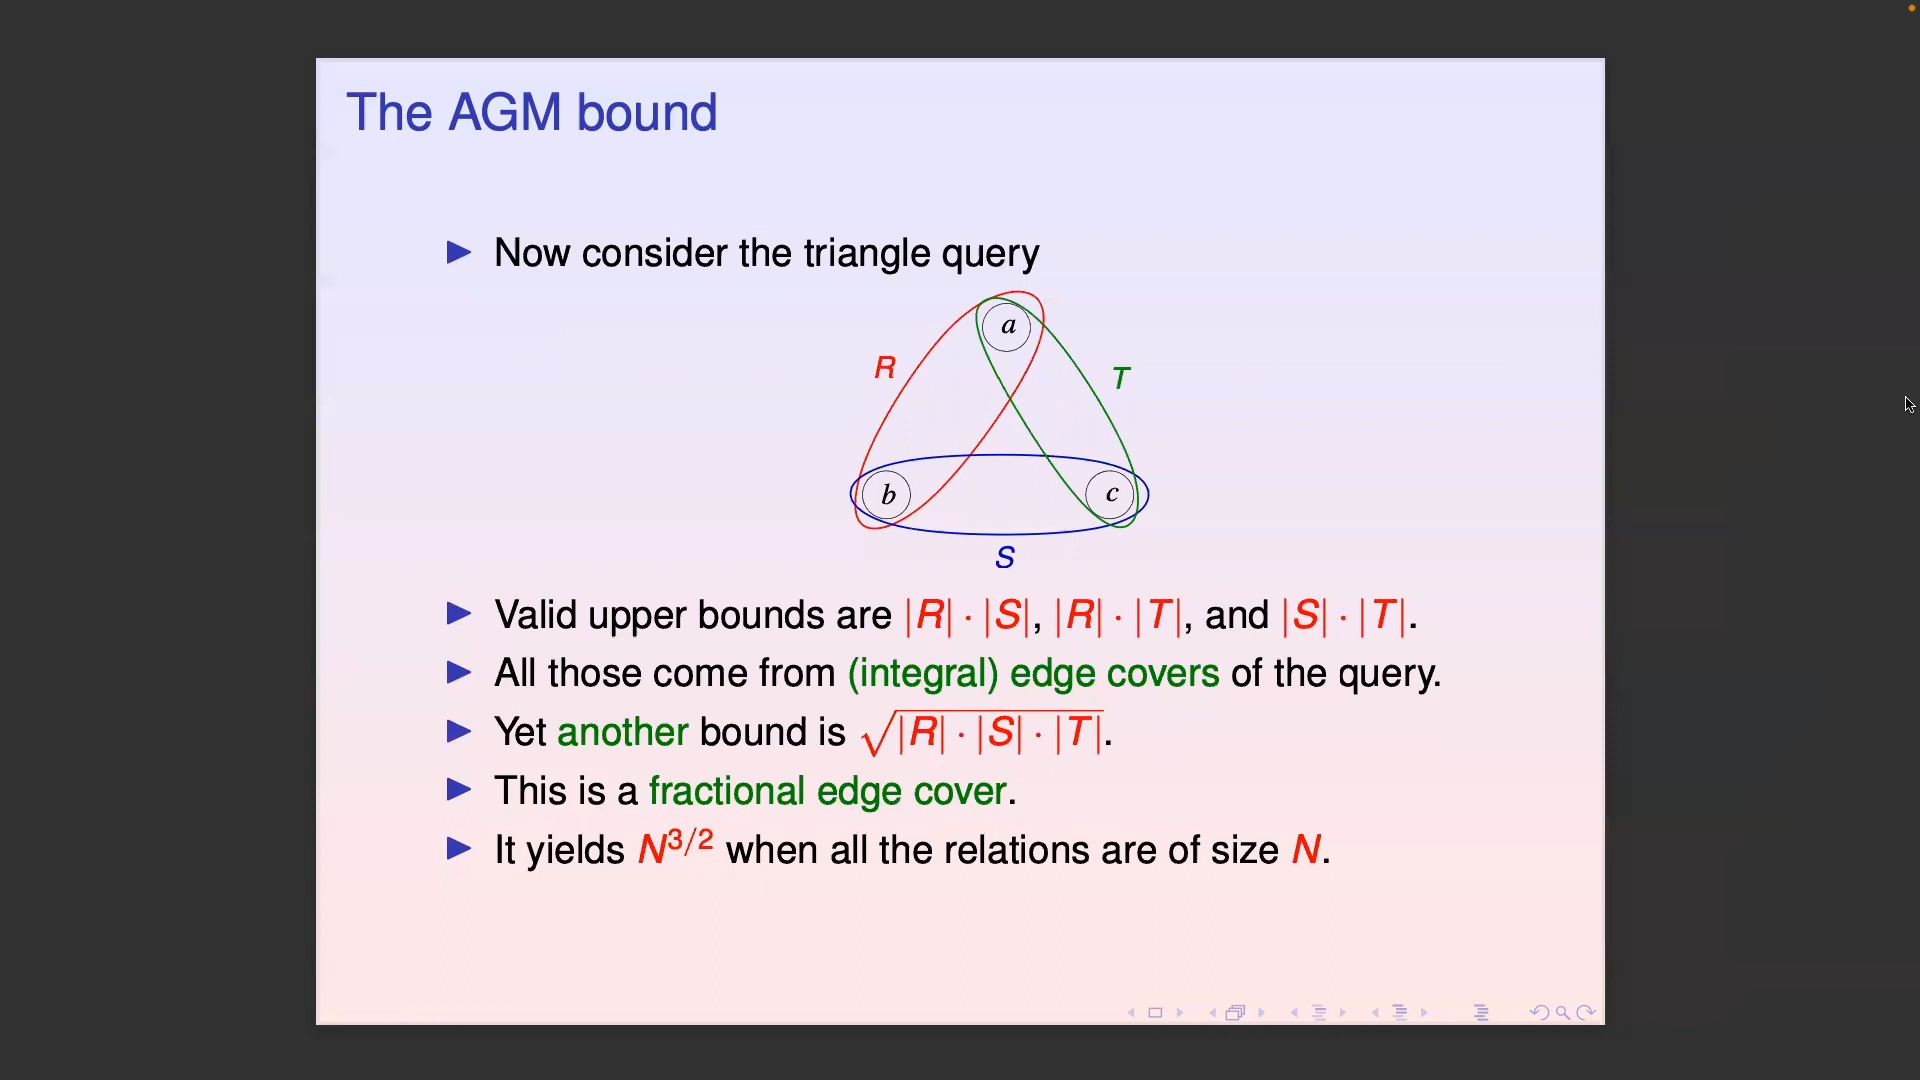 The AGM bound
Now consider the triangle query
a
R
T
b
c
S
Valid upper bounds are |R| · |S|, |R| · |T|, and |S| · |T|.
All those come from (integral) edge covers of the query.
Yet another bound is √|R| · |S| · |T|.
This is a fractional edge cover.
It yields N^{3/2} when all the relations are of size N.